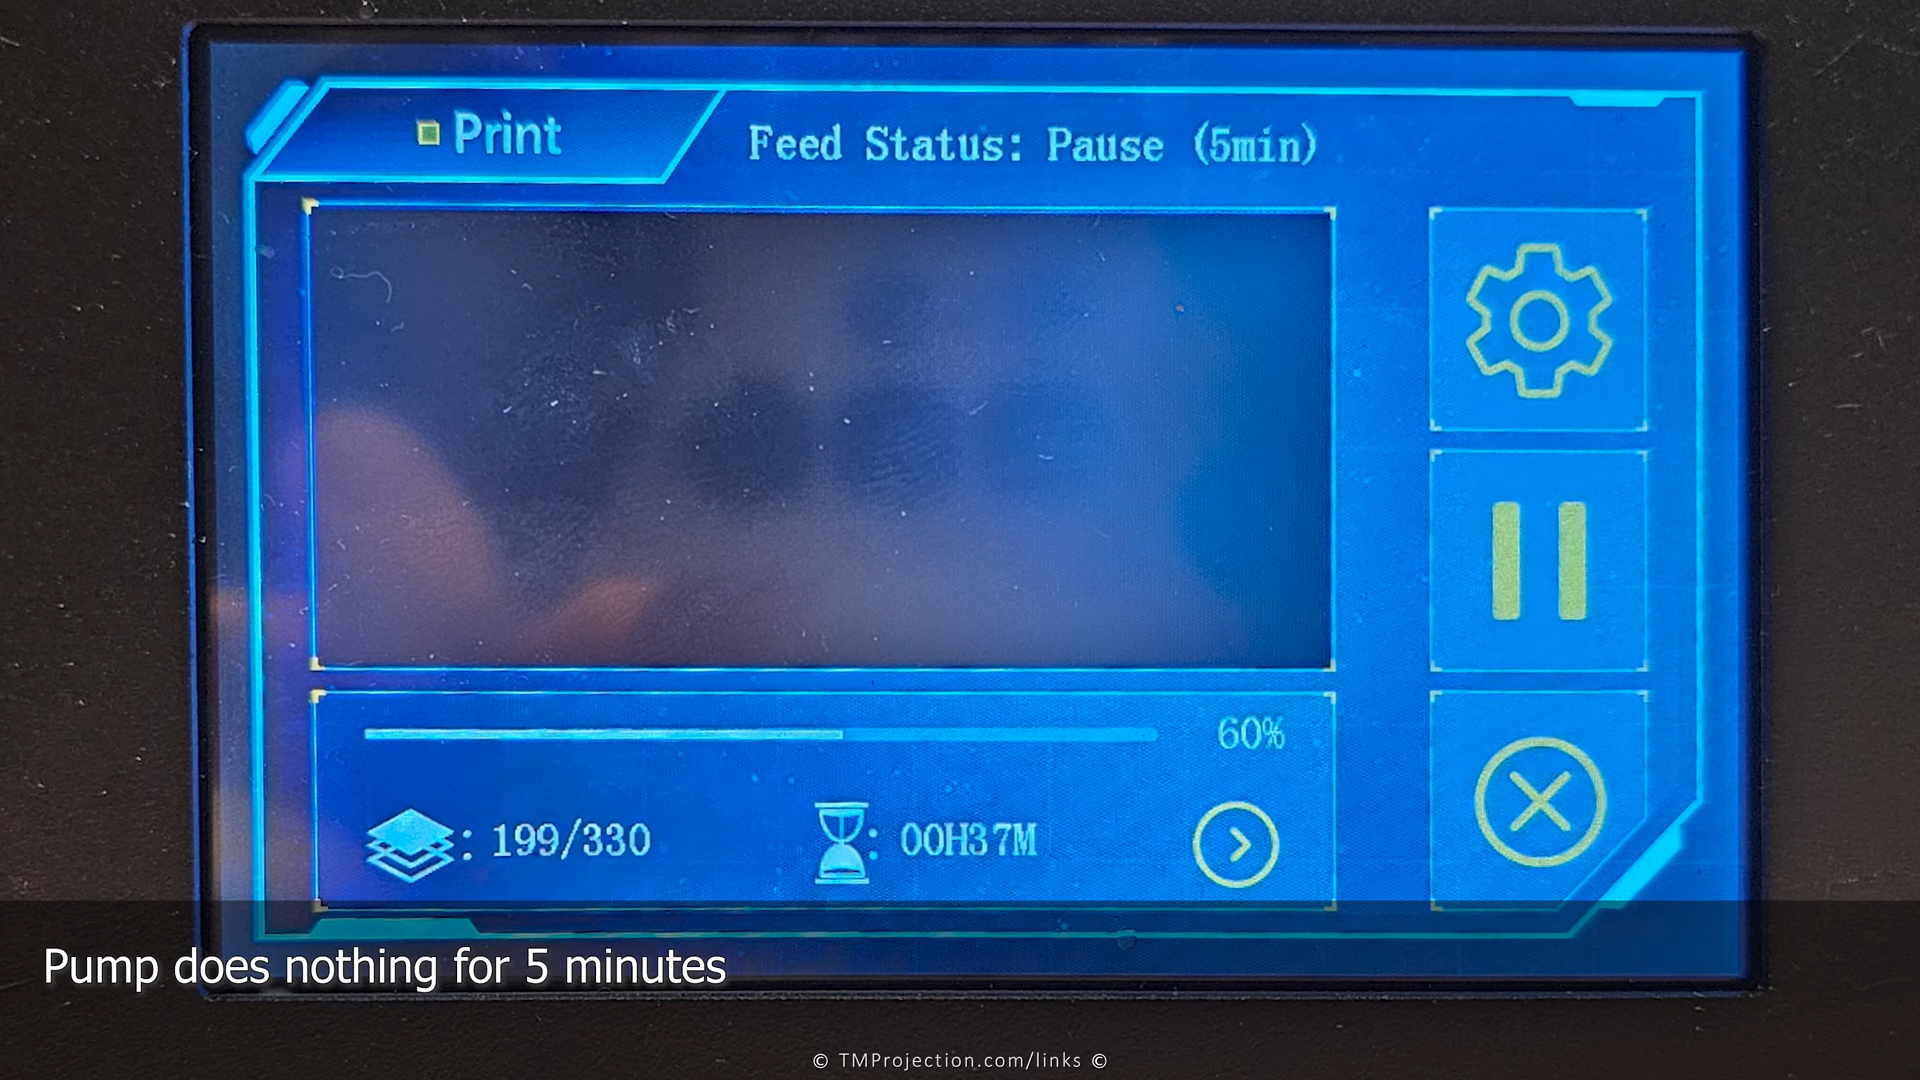 Print
Feed Status: Pause (5min)
60%
: 199/330
: 00H37M
Pump does nothing for 5 minutes
© TMProjection.com/links ©